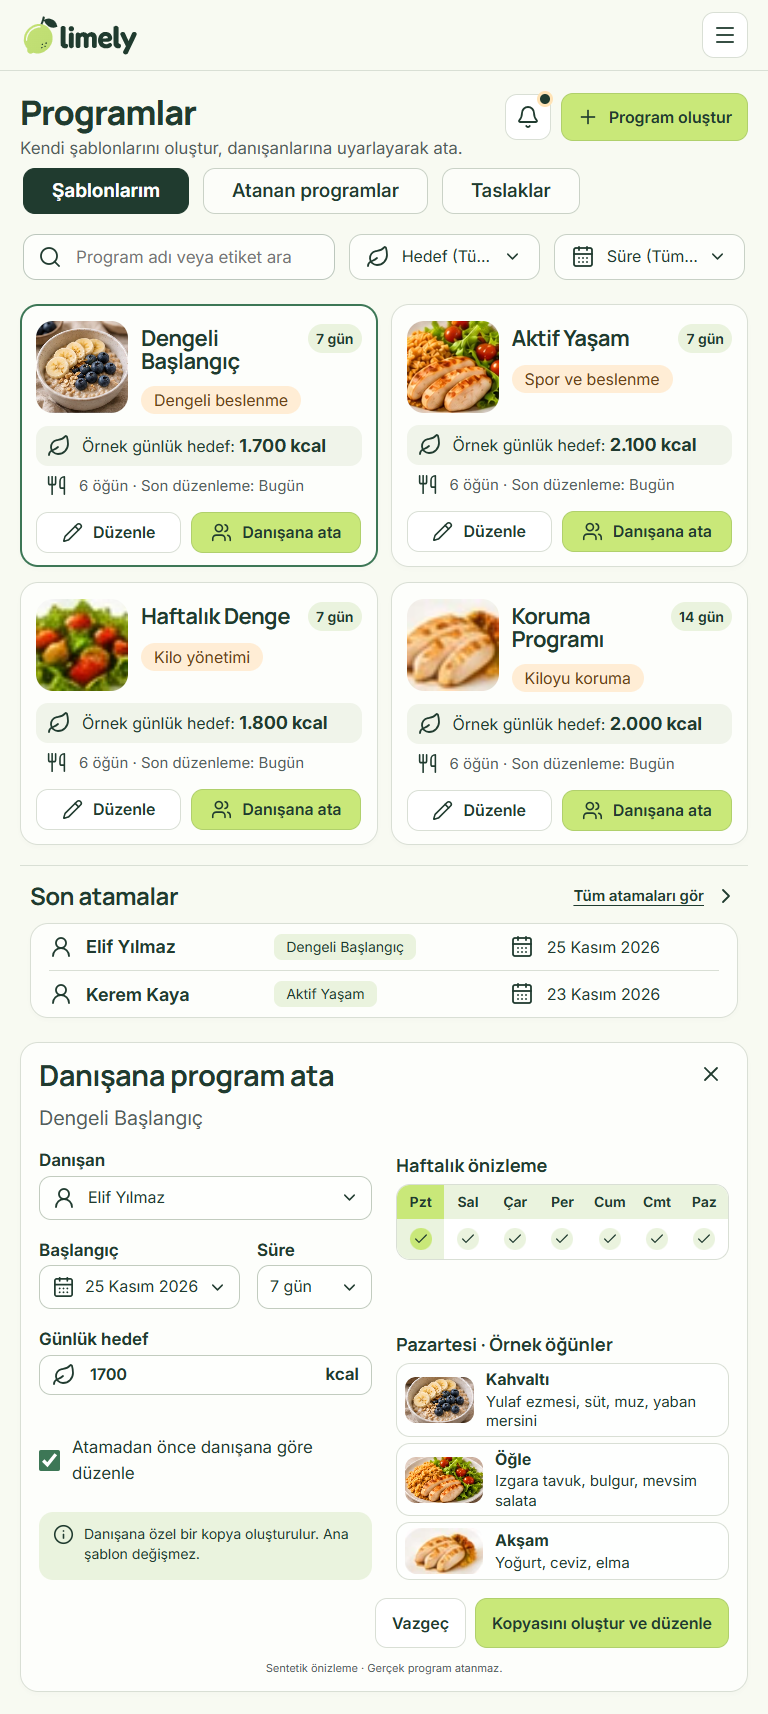 limely
Programlar
Program oluştur
Kendi şablonlarını oluştur, danışanlarına uyarlayarak ata.
Şablonlarım
Atanan programlar
Taslaklar
Program adı veya etiket ara
Hedef (Tü...
Süre (Tüm...
Dengeli
Başlangıç
7 gün
Dengeli beslenme
Örnek günlük hedef: 1.700 kcal
6 öğün · Son düzenleme: Bugün
Düzenle
Danışana ata
Aktif Yaşam
7 gün
Spor ve beslenme
Örnek günlük hedef: 2.100 kcal
6 öğün · Son düzenleme: Bugün
Düzenle
Danışana ata
Haftalık Denge
7 gün
Kilo yönetimi
Örnek günlük hedef: 1.800 kcal
6 öğün · Son düzenleme: Bugün
Düzenle
Danışana ata
Koruma
Programı
14 gün
Kiloyu koruma
Örnek günlük hedef: 2.000 kcal
6 öğün · Son düzenleme: Bugün
Düzenle
Danışana ata
Son atamalar
Tüm atamaları gör
Elif Yılmaz
Dengeli Başlangıç
25 Kasım 2026
Kerem Kaya
Aktif Yaşam
23 Kasım 2026
Danışana program ata
Dengeli Başlangıç
Danışan
Elif Yılmaz
Başlangıç
25 Kasım 2026
Süre
7 gün
Günlük hedef
1700
kcal
Atamadan önce danışana göre
düzenle
Danışana özel bir kopya oluşturulur. Ana
şablon değişmez.
Haftalık önizleme
Pzt Sal Çar Per Cum Cmt Paz
Pazartesi · Örnek öğünler
Kahvaltı
Yulaf ezmesi, süt, muz, yaban
mersini
Öğle
Izgara tavuk, bulgur, mevsim
salata
Akşam
Yoğurt, ceviz, elma
Vazgeç
Kopyasını oluştur ve düzenle
Sentetik önizleme · Gerçek program atanmaz.